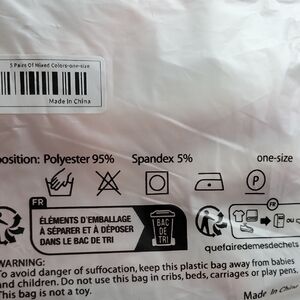 5 Pairs Of Mixed Colors-one-size
Made In China
position: Polyester 95% Spandex 5% one-size
P
FR
ÉLÉMENTS D'EMBALLAGE
À SÉPARER ET À DÉPOSER
DANS LE BAC DE TRI
BAC
DE
TRI
FR
OU
quefairedemesdechets
WARNING:
To avoid danger of suffocation, keep this plastic bag away from babies
and children. Do not use this bag in cribs, beds, carriages or play pens.
This bag is not a toy.
Made In China